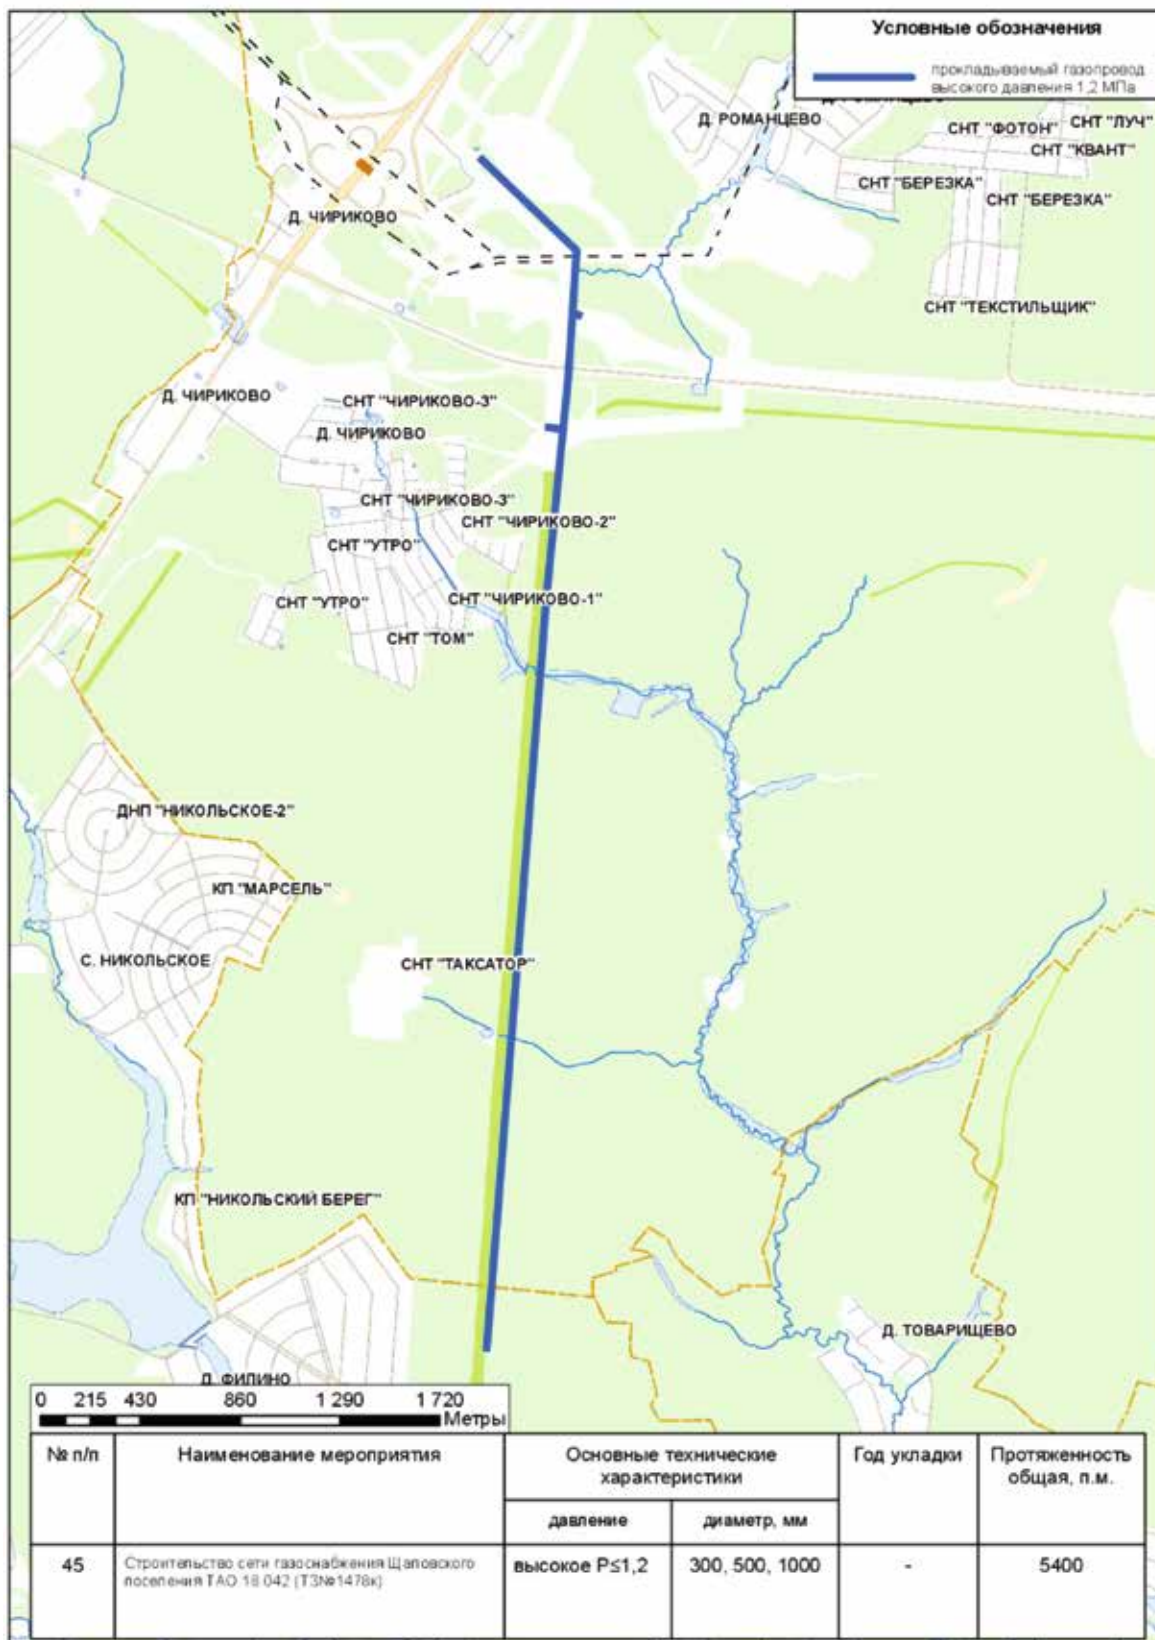 Условные обозначения
прокладываемый газопровод
высокого давления 1,2 МПа
Д. РОМАНЦЕВО
СНТ "ФОТОН"
СНТ "ЛУЧ"
СНТ "КВАНТ"
СНТ "БЕРЕЗКА"
СНТ "БЕРЕЗКА"
Д. ЧИРИКОВО
СНТ "ТЕКСТИЛЬЩИК"
Д. ЧИРИКОВО
СНТ "ЧИРИКОВО-3"
Д. ЧИРИКОВО
СНТ "ЧИРИКОВО-3"
СНТ "ЧИРИКОВО-2"
СНТ "УТРО"
СНТ "ЧИРИКОВО-1"
СНТ "УТРО"
СНТ "ТОМ"
ДНП "НИКОЛЬСКОЕ-2"
КП "МАРСЕЛЬ"
С. НИКОЛЬСКОЕ
СНТ "ТАКСАТОР"
КП "НИКОЛЬСКИЙ БЕРЕГ"
Д. ТОВАРИЩЕВО
Д. ФИЛИНО
0 215 430 860 1 290 1 720
Метры
№ п/п
Наименование мероприятия
Основные технические
характеристики
Год укладки
Протяженность
общая, п.м.
давление
диаметр, мм
45
Строительство сети газоснабжения Щаповского
поселения ТАО 18 042 (ТЗ№1478к)
высокое P≤1,2
300, 500, 1000
-
5400